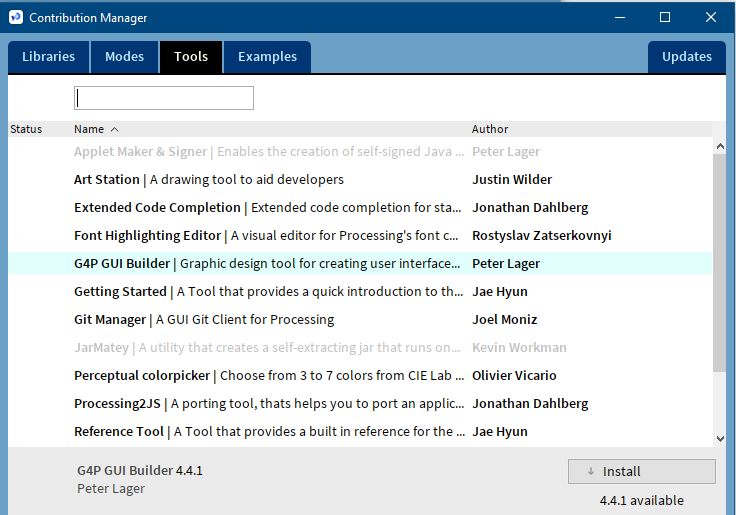 Contribution Manager
Libraries Modes Tools Examples Updates
Status Name Author
Applet Maker & Signer | Enables the creation of self-signed Java ... Peter Lager
Art Station | A drawing tool to aid developers Justin Wilder
Extended Code Completion | Extended code completion for sta... Jonathan Dahlberg
Font Highlighting Editor | A visual editor for Processing's font c... Rostyslav Zatserkovnyi
G4P GUI Builder | Graphic design tool for creating user interface... Peter Lager
Getting Started | A Tool that provides a quick introduction to th... Jae Hyun
Git Manager | A GUI Git Client for Processing Joel Moniz
JarMatey | A utility that creates a self-extracting jar that runs on... Kevin Workman
Perceptual colorpicker | Choose from 3 to 7 colors from CIE Lab ... Olivier Vicario
Processing2JS | A porting tool, thats helps you to port an applic... Jonathan Dahlberg
Reference Tool | A Tool that provides a built in reference for the ... Jae Hyun
G4P GUI Builder 4.4.1 Install
Peter Lager
4.4.1 available